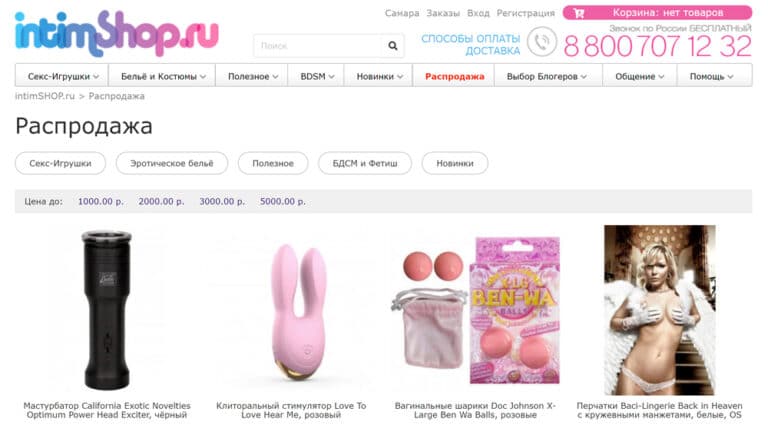 intimShop.ru
Самара Заказы Вход Регистрация
Корзина: нет товаров
Поиск
СПОСОБЫ ОПЛАТЫ
ДОСТАВКА
Звонок по России БЕСПЛАТНЫЙ
8 800 707 12 32
Секс-Игрушки Бельё и Костюмы Полезное BDSM Новинки Распродажа Выбор Блогеров Общение Помощь
intimSHOP.ru > Распродажа
Распродажа
Секс-Игрушки Эротическое бельё Полезное БДСМ и Фетиш Новинки
Цена до: 1000.00 р. 2000.00 р. 3000.00 р. 5000.00 р.
X-LG
BEN-WA
BALLS
Мастурбатор California Exotic Novelties
Optimum Power Head Exciter, чёрный
Клиторальный стимулятор Love To
Love Hear Me, розовый
Вагинальные шарики Doc Johnson X-
Large Ben Wa Balls, розовые
Перчатки Baci-Lingerie Back in Heaven
с кружевными манжетами, белые, OS